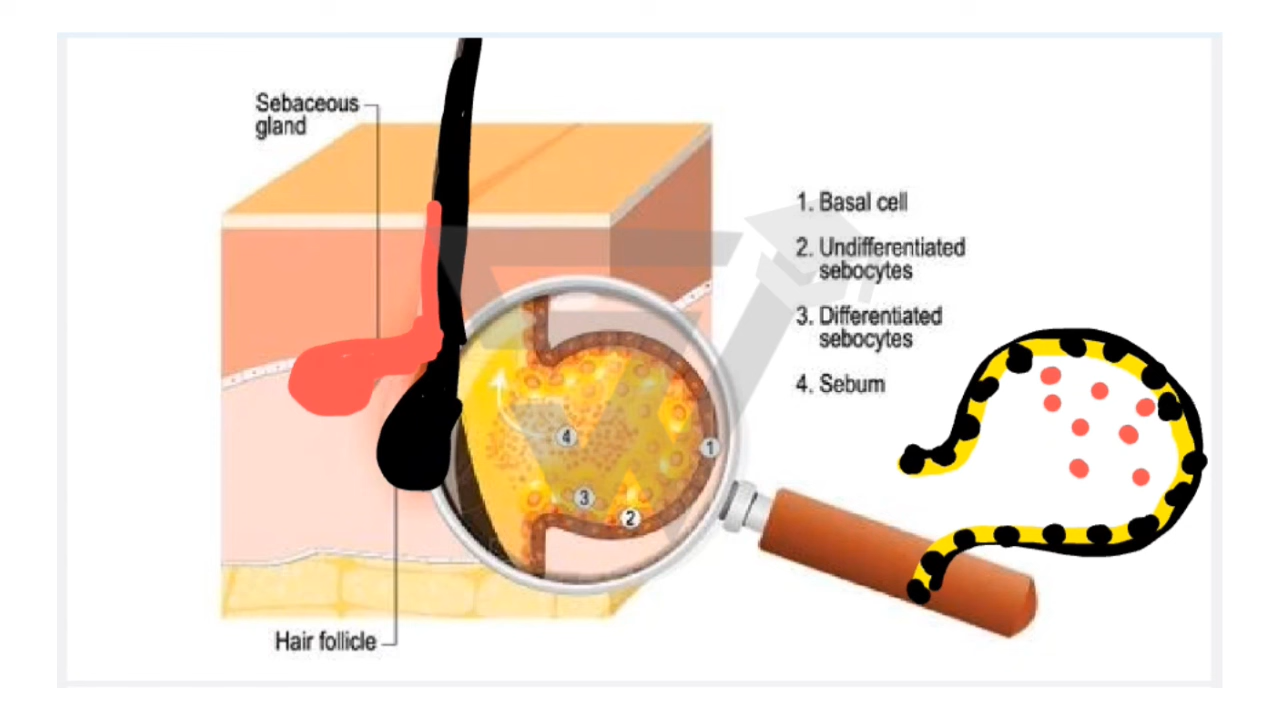 Sebaceous
gland
1. Basal cell
2. Undifferentiated
sebocytes
3. Differentiated
sebocytes
4. Sebum
4
1
3
2
Hair follicle